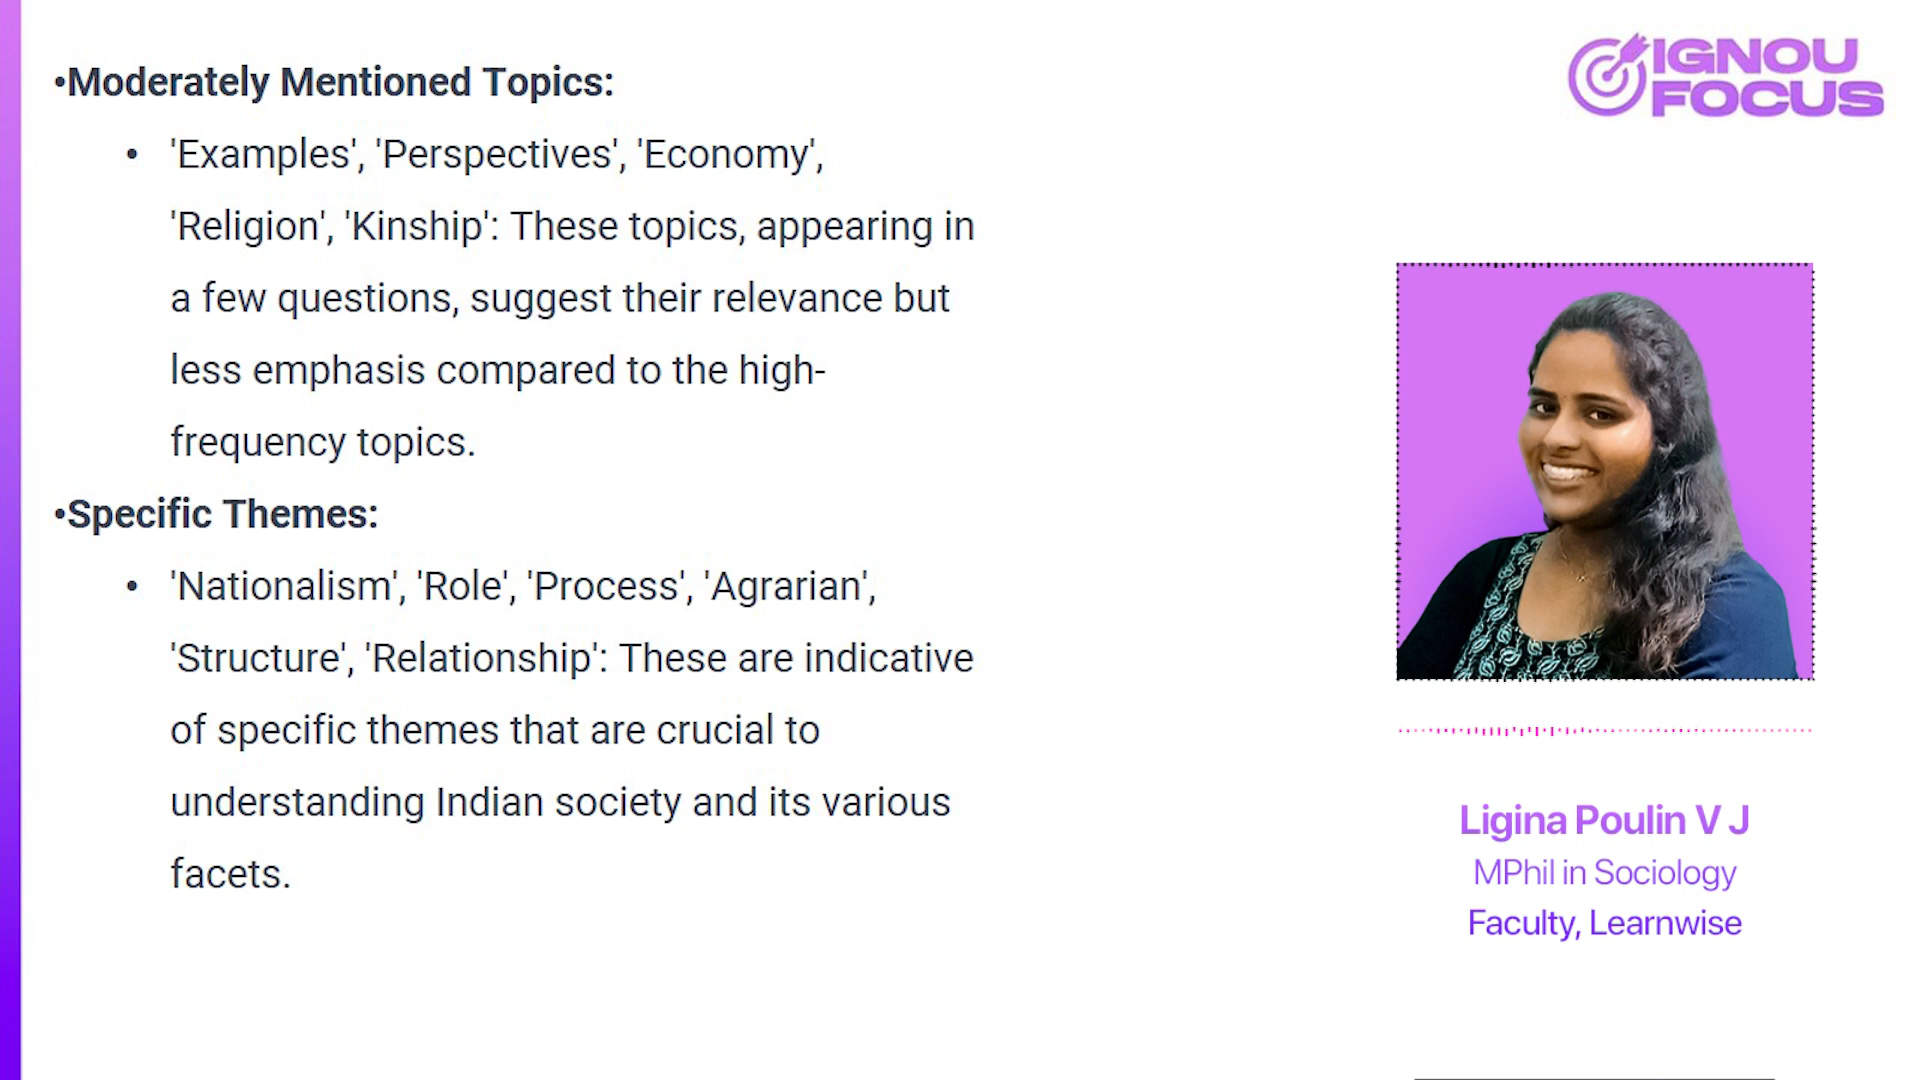 •Moderately Mentioned Topics:
• 'Examples', 'Perspectives', 'Economy',
'Religion', 'Kinship': These topics, appearing in
a few questions, suggest their relevance but
less emphasis compared to the high-
frequency topics.
•Specific Themes:
• 'Nationalism', 'Role', 'Process', 'Agrarian',
'Structure', 'Relationship': These are indicative
of specific themes that are crucial to
understanding Indian society and its various
facets.
IGNOU
FOCUS
Ligina Poulin V J
MPhil in Sociology
Faculty, Learnwise